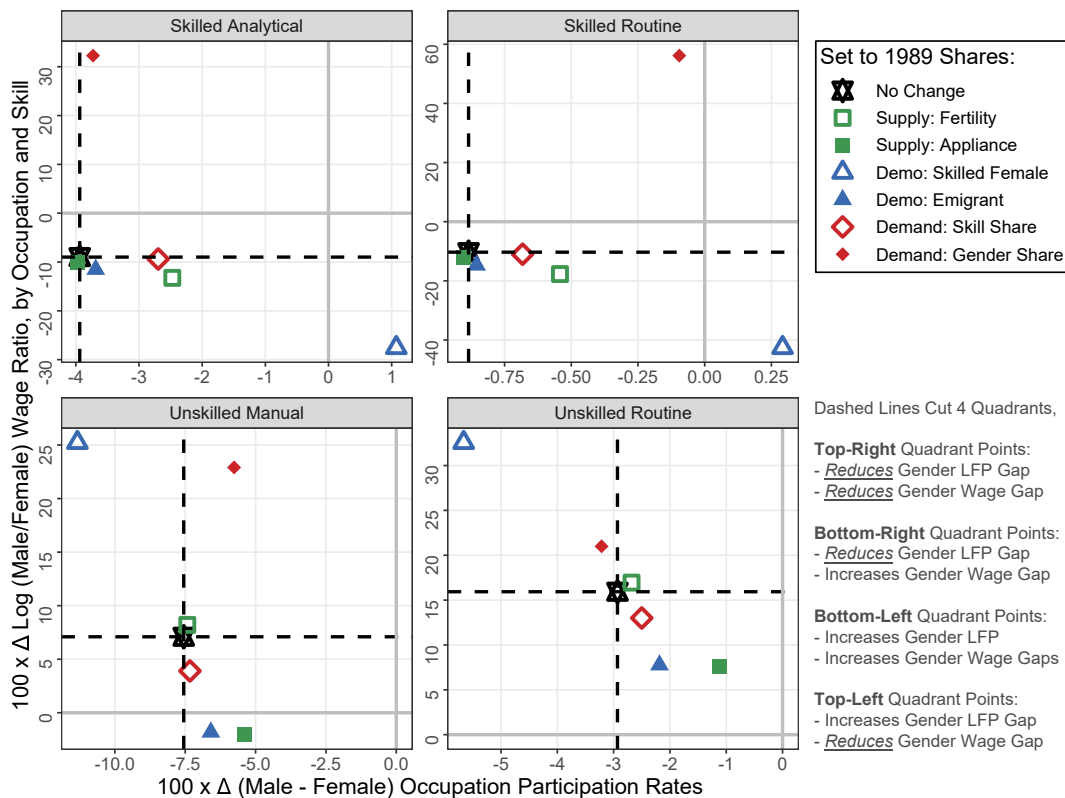 Skilled Analytical
Skilled Routine
30
20
10
0
-10
-20
-30
-4
-3
-2
-1
0
1
60
40
20
0
-20
-40
-0.75
-0.50
-0.25
0.00
0.25
Set to 1989 Shares:
No Change
Supply: Fertility
Supply: Appliance
Demo: Skilled Female
Demo: Emigrant
Demand: Skill Share
Demand: Gender Share
100 x Δ Log (Male/Female) Wage Ratio, by Occupation and Skill
Unskilled Manual
Unskilled Routine
25
20
15
10
5
0
-10.0
-7.5
-5.0
-2.5
0.0
30
25
20
15
10
5
0
-5
-4
-3
-2
-1
0
100 x Δ (Male - Female) Occupation Participation Rates
Dashed Lines Cut 4 Quadrants,
Top-Right Quadrant Points:
- Reduces Gender LFP Gap
- Reduces Gender Wage Gap
Bottom-Right Quadrant Points:
- Reduces Gender LFP Gap
- Increases Gender Wage Gap
Bottom-Left Quadrant Points:
- Increases Gender LFP
- Increases Gender Wage Gaps
Top-Left Quadrant Points:
- Increases Gender LFP Gap
- Reduces Gender Wage Gap